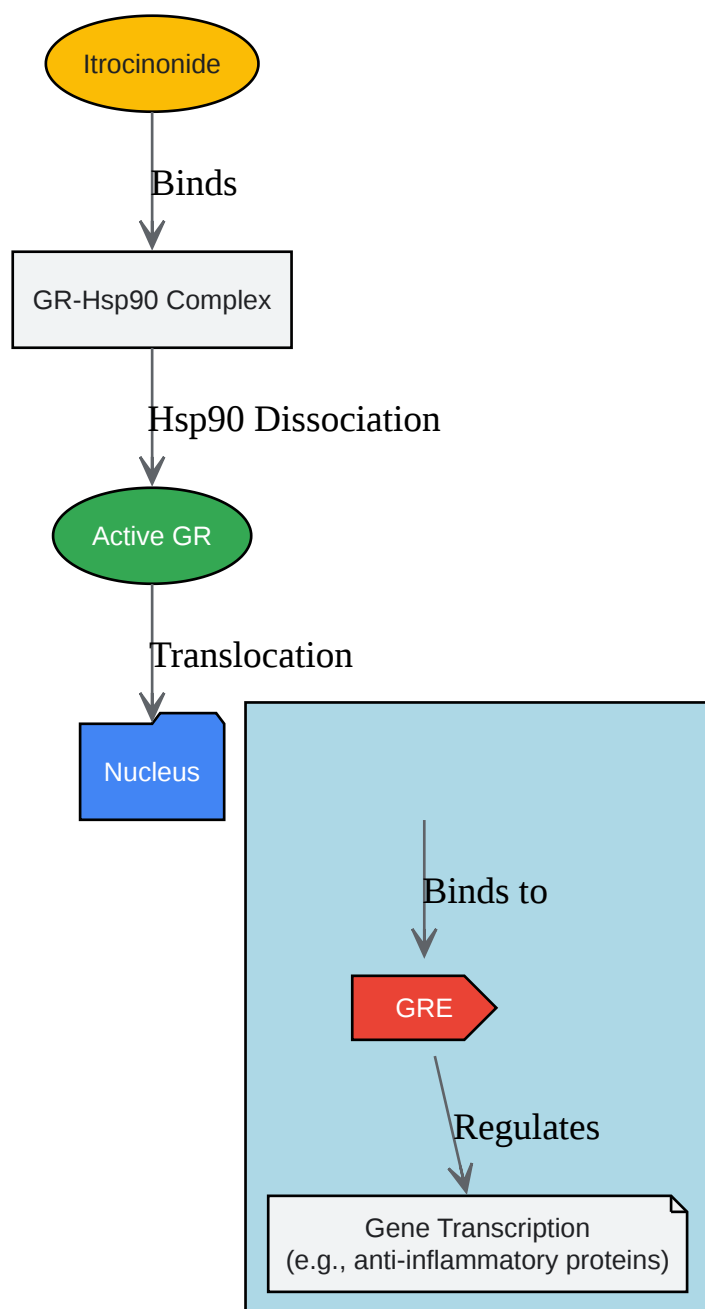 Itrocinonide
Binds
GR-Hsp90 Complex
Hsp90 Dissociation
Active GR
Translocation
Nucleus
Binds to
GRE
Regulates
Gene Transcription
(e.g., anti-inflammatory proteins)